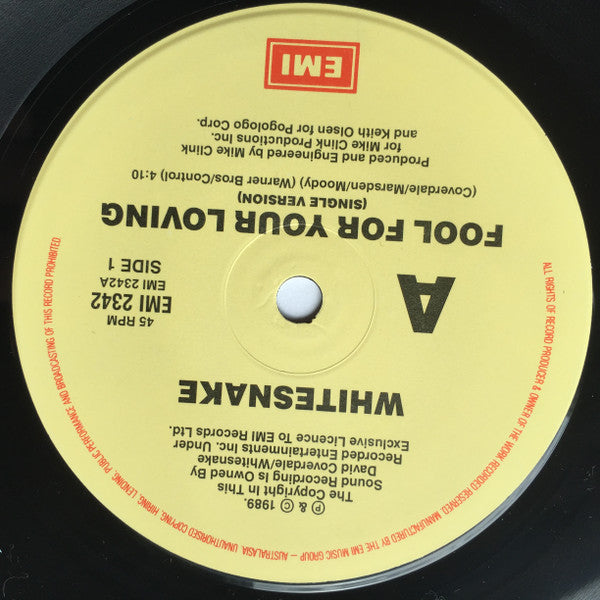 ℗ & © 1989.
The Copyright In This
Sound Recording Is Owned By
David Coverdale/Whitesnake
Recorded Entertainments Inc. Under
Exclusive Licence To EMI Records Ltd.
WHITESNAKE
A
45 RPM
EMI 2342
EMI 2342A
SIDE 1
FOOL FOR YOUR LOVING
(SINGLE VERSION)
(Coverdale/Marsden/Moody) (Warner Bros/Control) 4:10
Produced and Engineered by Mike Clink
for Mike Clink Productions Inc.
and Keith Olsen for Pogologo Corp.
EMI
ALL RIGHTS OF RECORD PRODUCER & OWNER OF THE WORK RECORDED RESERVED. MANUFACTURED BY THE EMI MUSIC GROUP – AUSTRALASIA. UNAUTHORISED COPYING, HIRING, LENDING, PUBLIC PERFORMANCE AND BROADCASTING OF THIS RECORD PROHIBITED.